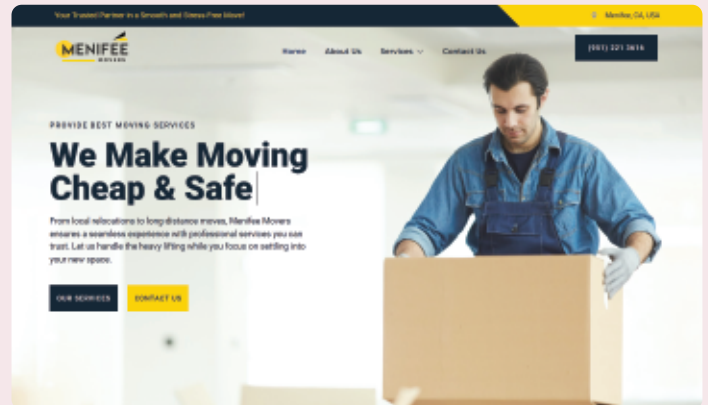 Your Trusted Partner in a Smooth and Stress-Free Move!
Menifee, CA, USA
MENIFEE
MOVERS
Home About Us Services Contact Us
(951) 221 3616
PROVIDE BEST MOVING SERVICES
We Make Moving
Cheap & Safe
From local relocations to long distance moves, Menifee Movers
ensures a seamless experience with professional services you can
trust. Let us handle the heavy lifting while you focus on settling into
your new space.
OUR SERVICES CONTACT US